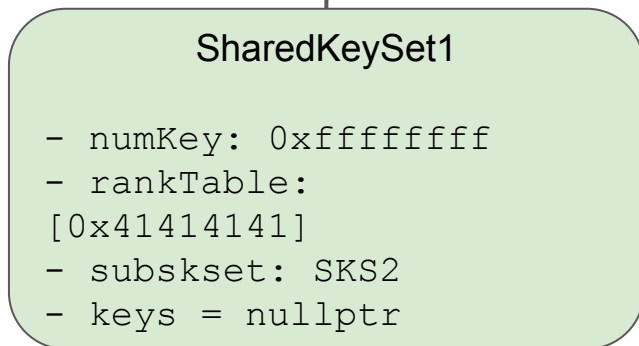 SharedKeySet1
- numKey: 0xffffffff
- rankTable:
[0x41414141]
- subskset: SKS2
- keys = nullptr